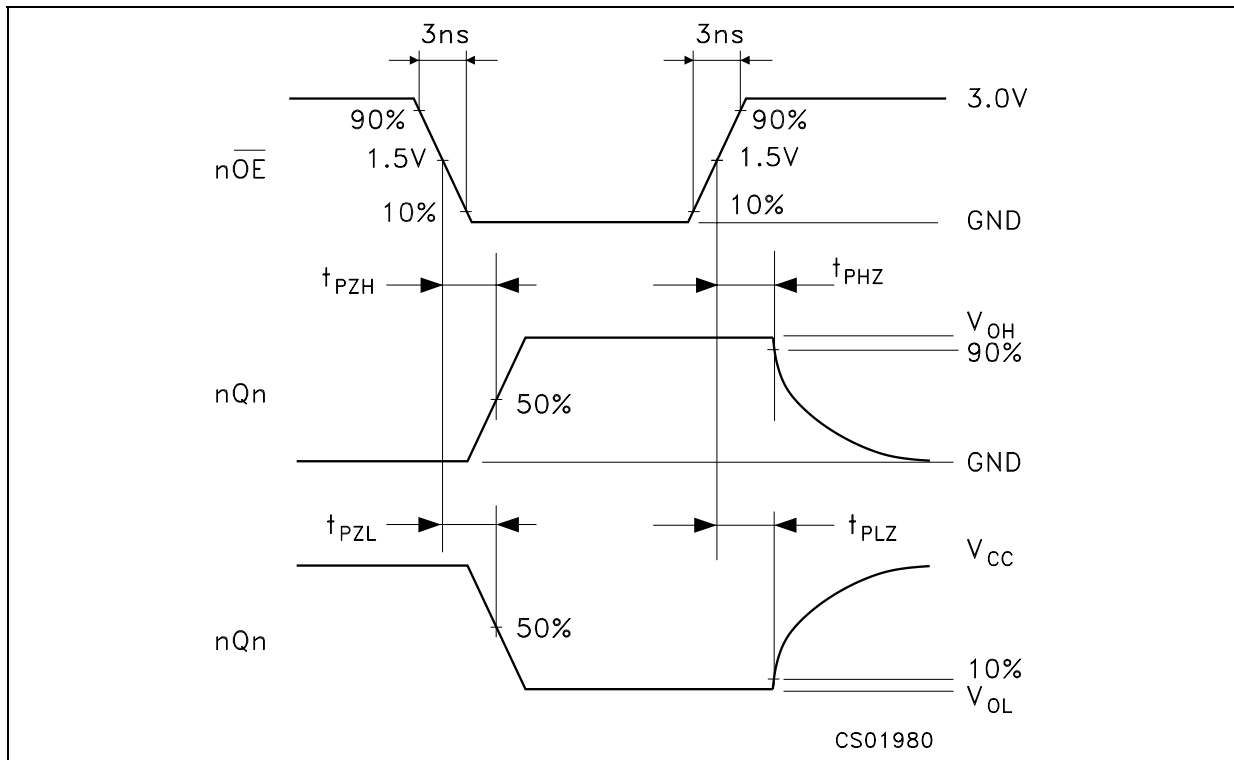 3ns 3ns
3.0V
90% 90%
nOE 1.5V 1.5V
10% 10%
GND
tPZH tPHZ
VOH
90%
nQn 50%
GND
tPZL tPLZ
VCC
nQn 50%
10%
VOL
CS01980